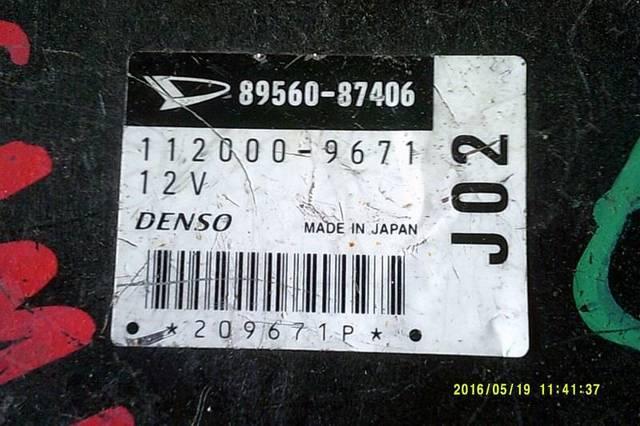 89560-87406
112000-9671
12V
DENSO
MADE IN JAPAN
J02
*209671P*
2016/05/19 11:41:37